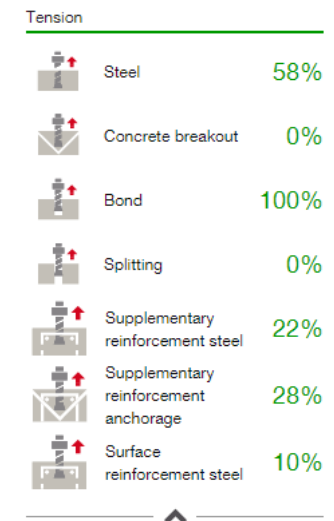 Tension
Steel 58%
Concrete breakout 0%
Bond 100%
Splitting 0%
Supplementary
reinforcement steel 22%
Supplementary
reinforcement 28%
anchorage
Surface
reinforcement steel 10%